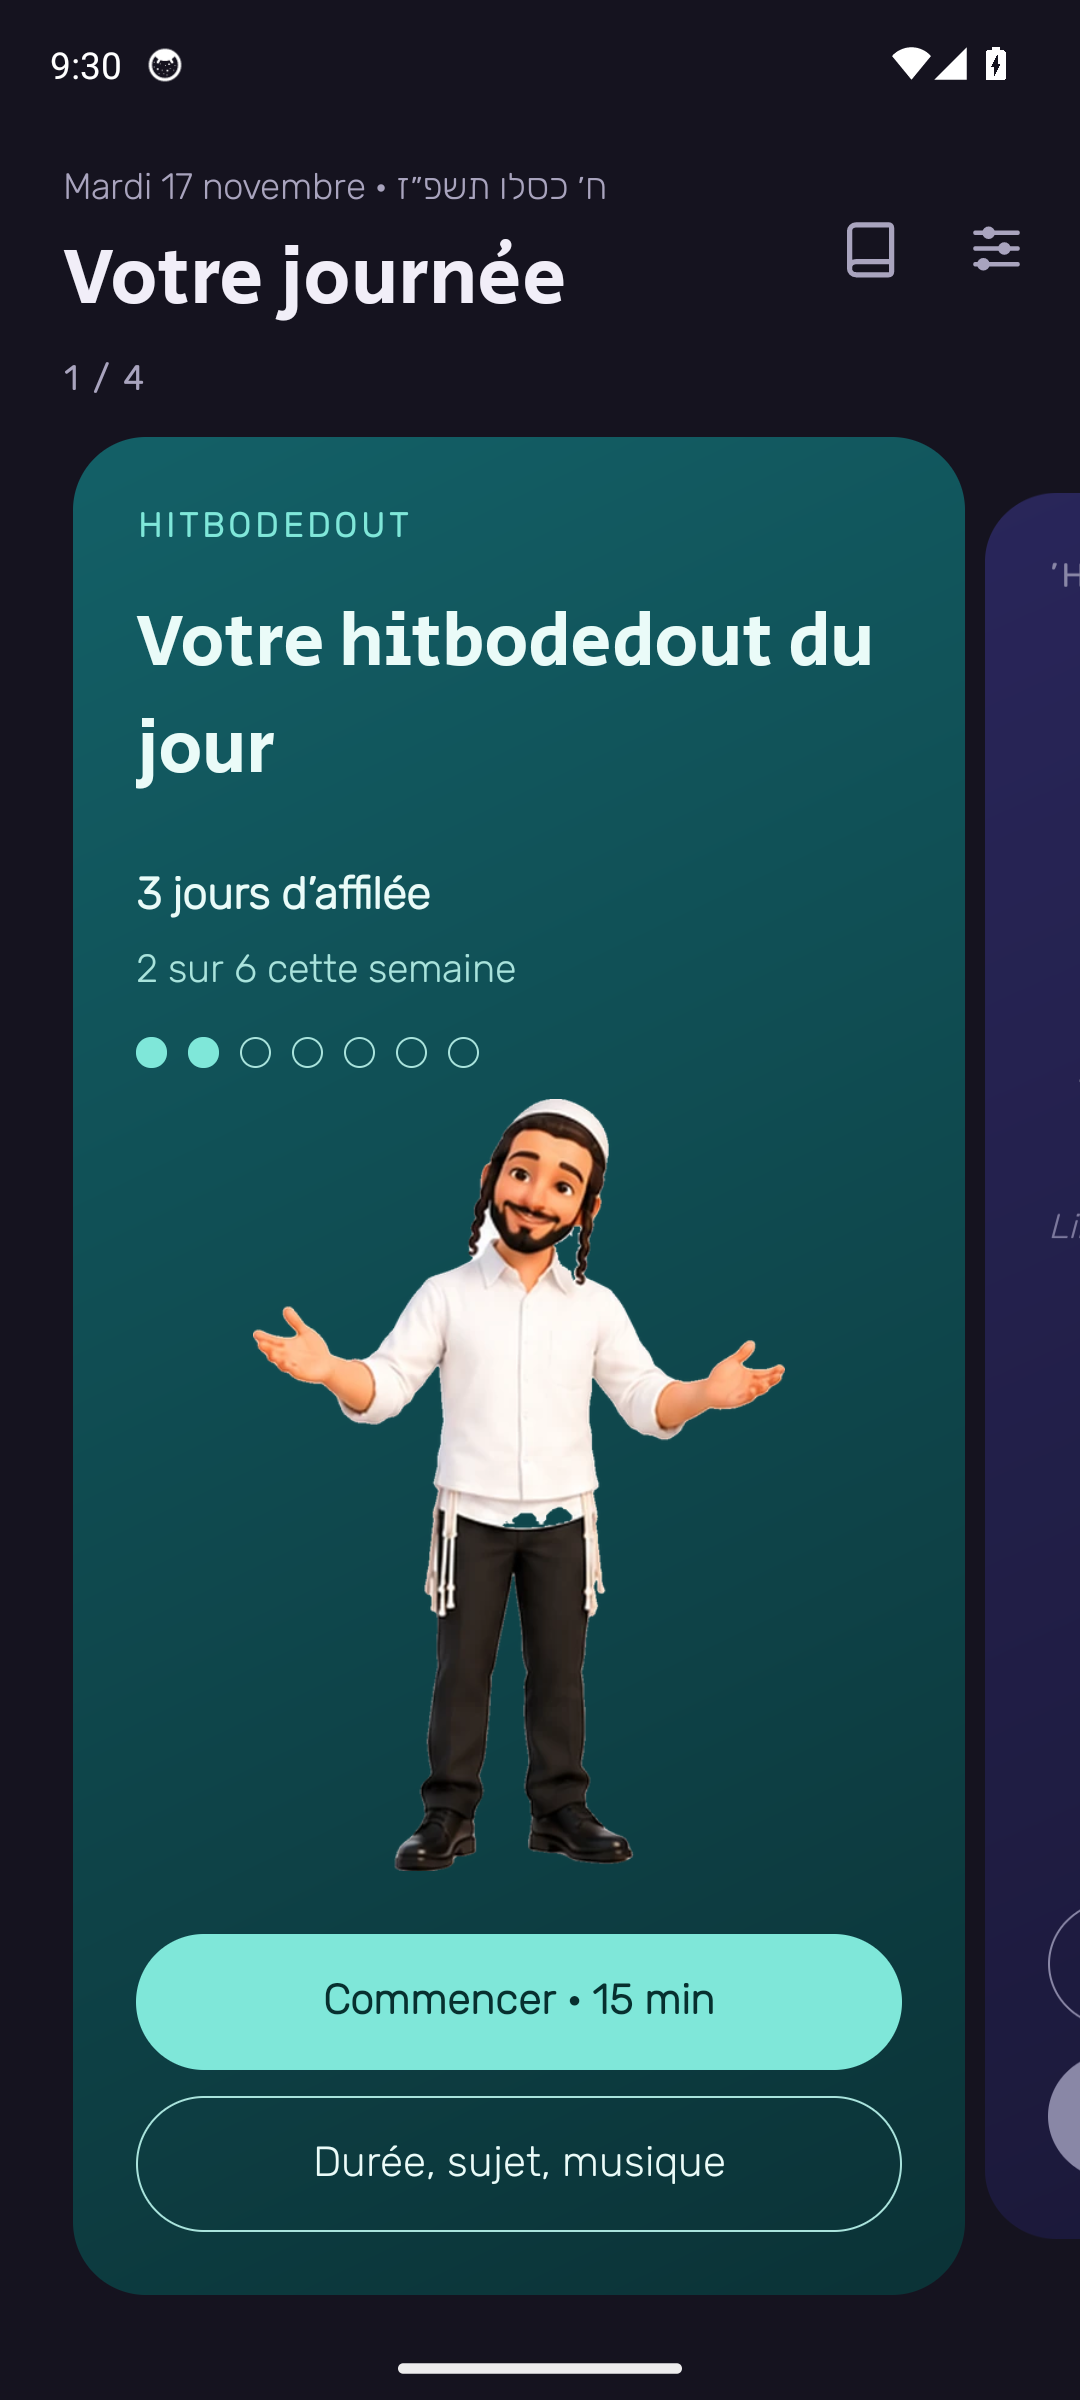 9:30
Mardi 17 novembre • ח׳ כסלו תשפ״ז
Votre journée
1 / 4
HITBODEDOUT
Votre hitbodedout du
jour
3 jours d’affilée
2 sur 6 cette semaine
Commencer • 15 min
Durée, sujet, musique